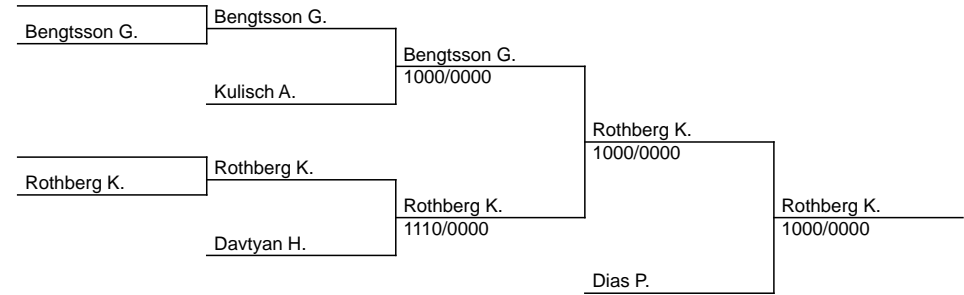 Bengtsson G.
Bengtsson G.
Bengtsson G.
1000/0000
Kulisch A.
Rothberg K.
1000/0000
Rothberg K.
Rothberg K.
Rothberg K.
1110/0000
Rothberg K.
1000/0000
Davtyan H.
Dias P.